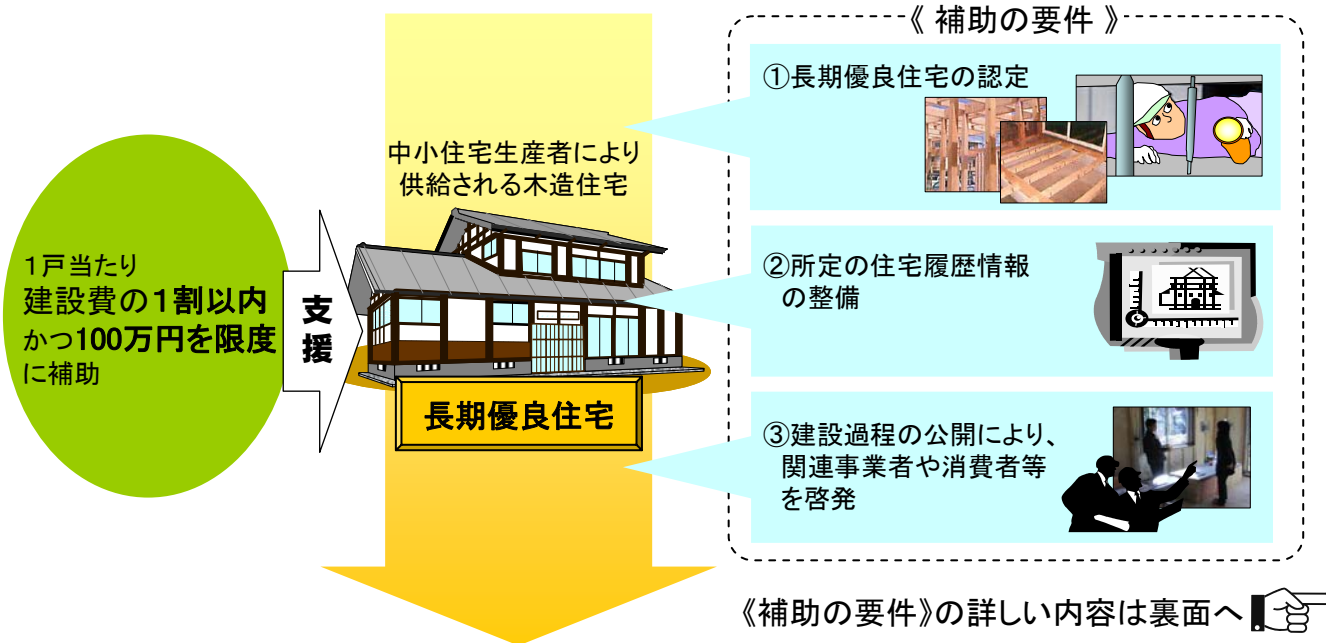 1戸当たり
建設費の1割以内
かつ100万円を限度
に補助
支援
中小住宅生産者により
供給される木造住宅
長期優良住宅
《 補助の要件 》
①長期優良住宅の認定
②所定の住宅履歴情報
の整備
③建設過程の公開により、
関連事業者や消費者等
を啓発
《補助の要件》の詳しい内容は裏面へ